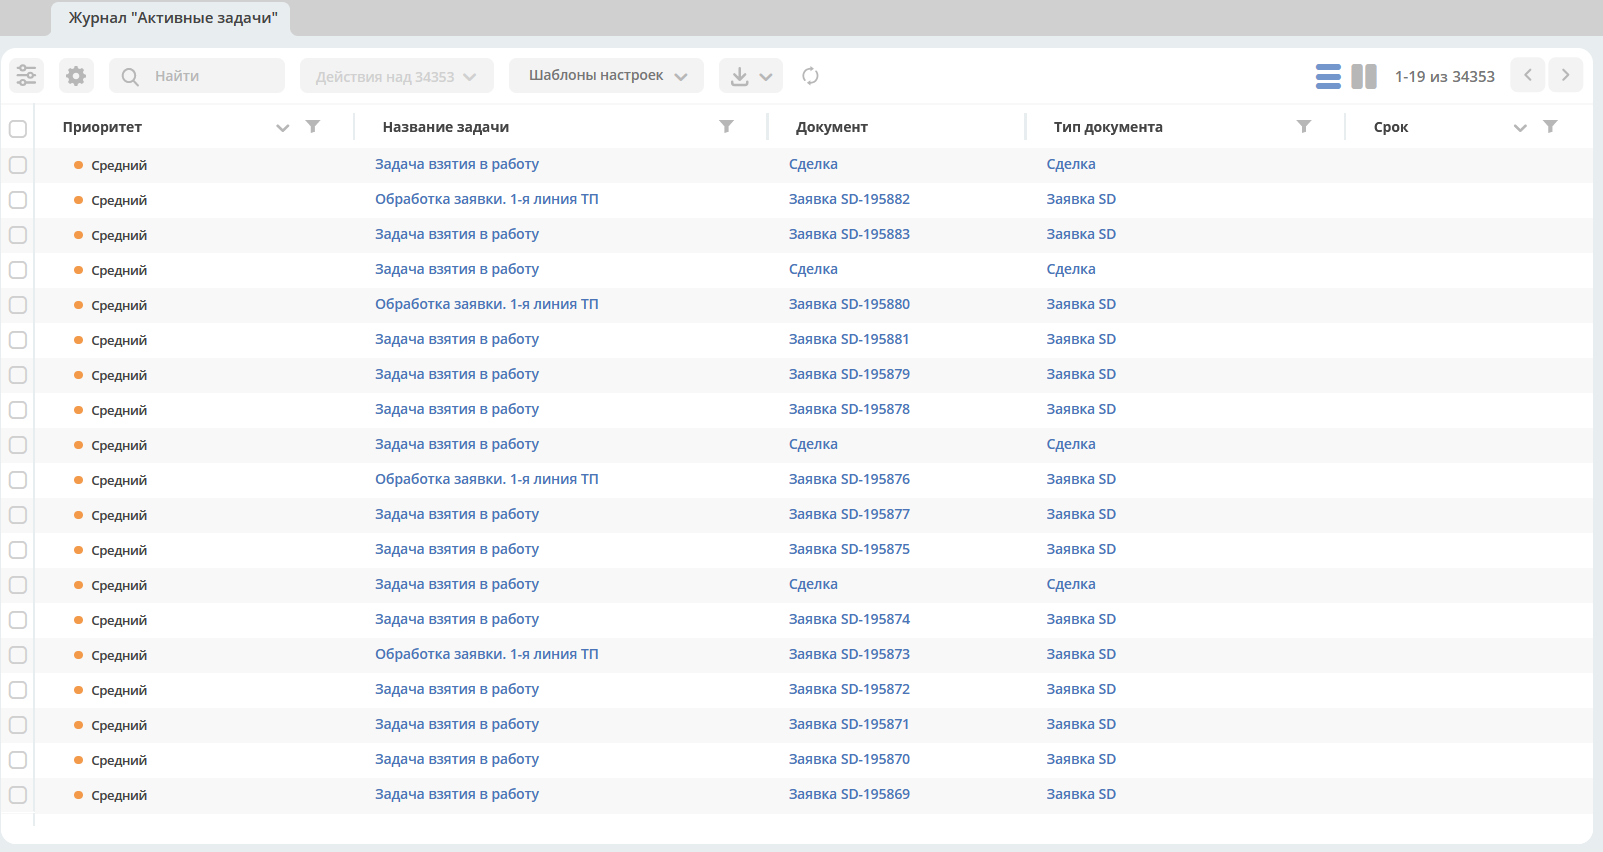 Журнал "Активные задачи"
Найти Действия над 34353 Шаблоны настроек 1-19 из 34353
Приоритет Название задачи Документ Тип документа Срок
Средний Задача взятия в работу Сделка Сделка
Средний Обработка заявки. 1-я линия ТП Заявка SD-195882 Заявка SD
Средний Задача взятия в работу Заявка SD-195883 Заявка SD
Средний Задача взятия в работу Сделка Сделка
Средний Обработка заявки. 1-я линия ТП Заявка SD-195880 Заявка SD
Средний Задача взятия в работу Заявка SD-195881 Заявка SD
Средний Задача взятия в работу Заявка SD-195879 Заявка SD
Средний Задача взятия в работу Заявка SD-195878 Заявка SD
Средний Задача взятия в работу Сделка Сделка
Средний Обработка заявки. 1-я линия ТП Заявка SD-195876 Заявка SD
Средний Задача взятия в работу Заявка SD-195877 Заявка SD
Средний Задача взятия в работу Заявка SD-195875 Заявка SD
Средний Задача взятия в работу Сделка Сделка
Средний Задача взятия в работу Заявка SD-195874 Заявка SD
Средний Обработка заявки. 1-я линия ТП Заявка SD-195873 Заявка SD
Средний Задача взятия в работу Заявка SD-195872 Заявка SD
Средний Задача взятия в работу Заявка SD-195871 Заявка SD
Средний Задача взятия в работу Заявка SD-195870 Заявка SD
Средний Задача взятия в работу Заявка SD-195869 Заявка SD